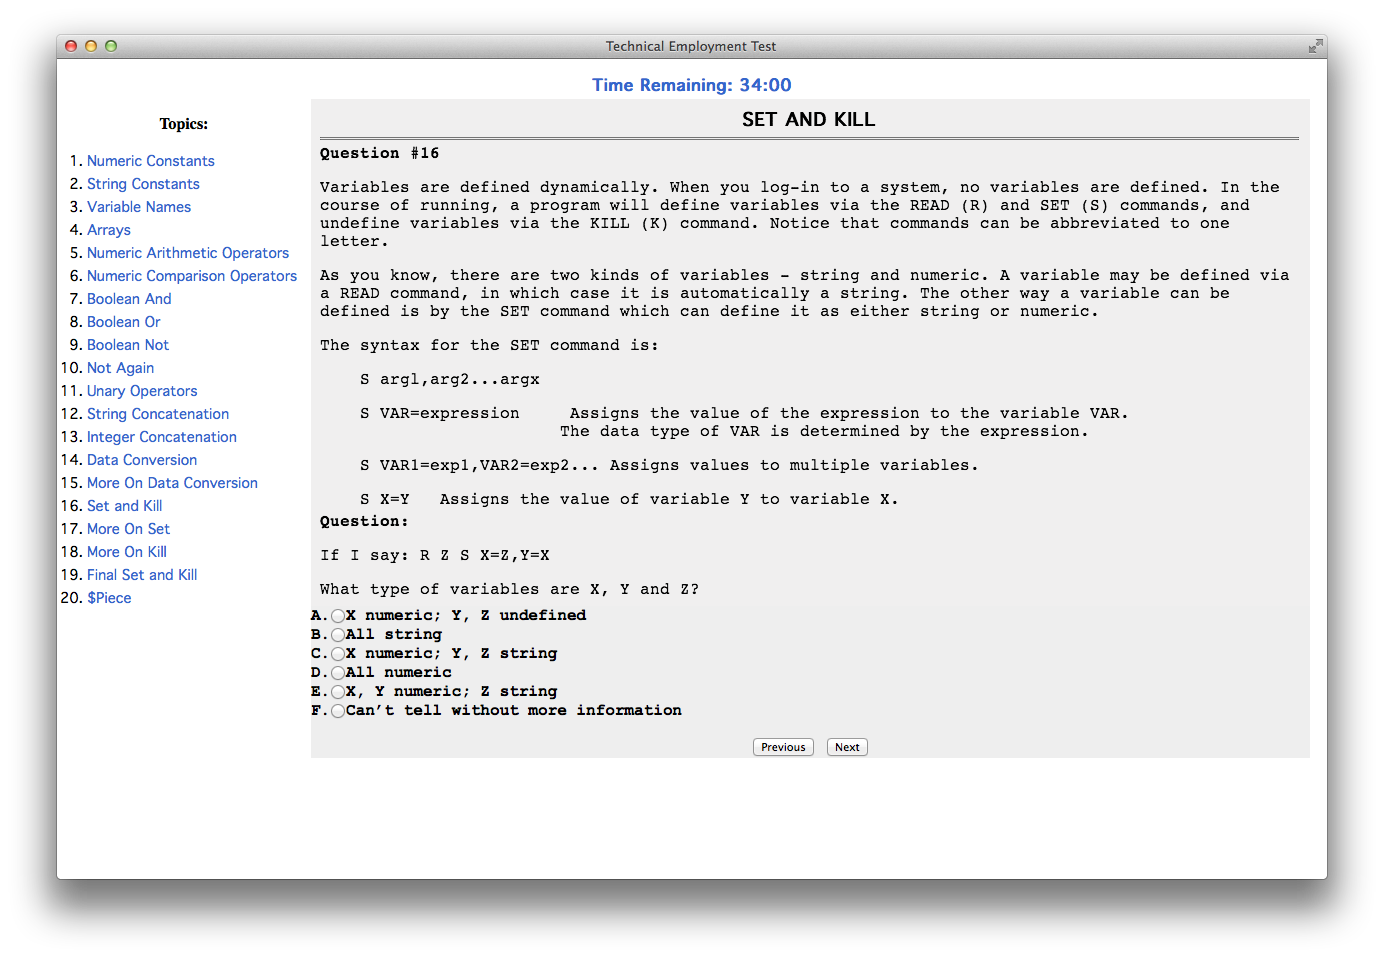 Technical Employment Test
Time Remaining: 34:00
Topics:
1. Numeric Constants
2. String Constants
3. Variable Names
4. Arrays
5. Numeric Arithmetic Operators
6. Numeric Comparison Operators
7. Boolean And
8. Boolean Or
9. Boolean Not
10. Not Again
11. Unary Operators
12. String Concatenation
13. Integer Concatenation
14. Data Conversion
15. More On Data Conversion
16. Set and Kill
17. More On Set
18. More On Kill
19. Final Set and Kill
20. $Piece
SET AND KILL
Question #16
Variables are defined dynamically. When you log-in to a system, no variables are defined. In the
course of running, a program will define variables via the READ (R) and SET (S) commands, and
undefine variables via the KILL (K) command. Notice that commands can be abbreviated to one
letter.
As you know, there are two kinds of variables - string and numeric. A variable may be defined via
a READ command, in which case it is automatically a string. The other way a variable can be
defined is by the SET command which can define it as either string or numeric.
The syntax for the SET command is:
S arg1,arg2...argx
S VAR=expression Assigns the value of the expression to the variable VAR.
The data type of VAR is determined by the expression.
S VAR1=exp1,VAR2=exp2... Assigns values to multiple variables.
S X=Y Assigns the value of variable Y to variable X.
Question:
If I say: R Z S X=Z,Y=X
What type of variables are X, Y and Z?
A. X numeric; Y, Z undefined
B. All string
C. X numeric; Y, Z string
D. All numeric
E. X, Y numeric; Z string
F. Can't tell without more information
Previous Next